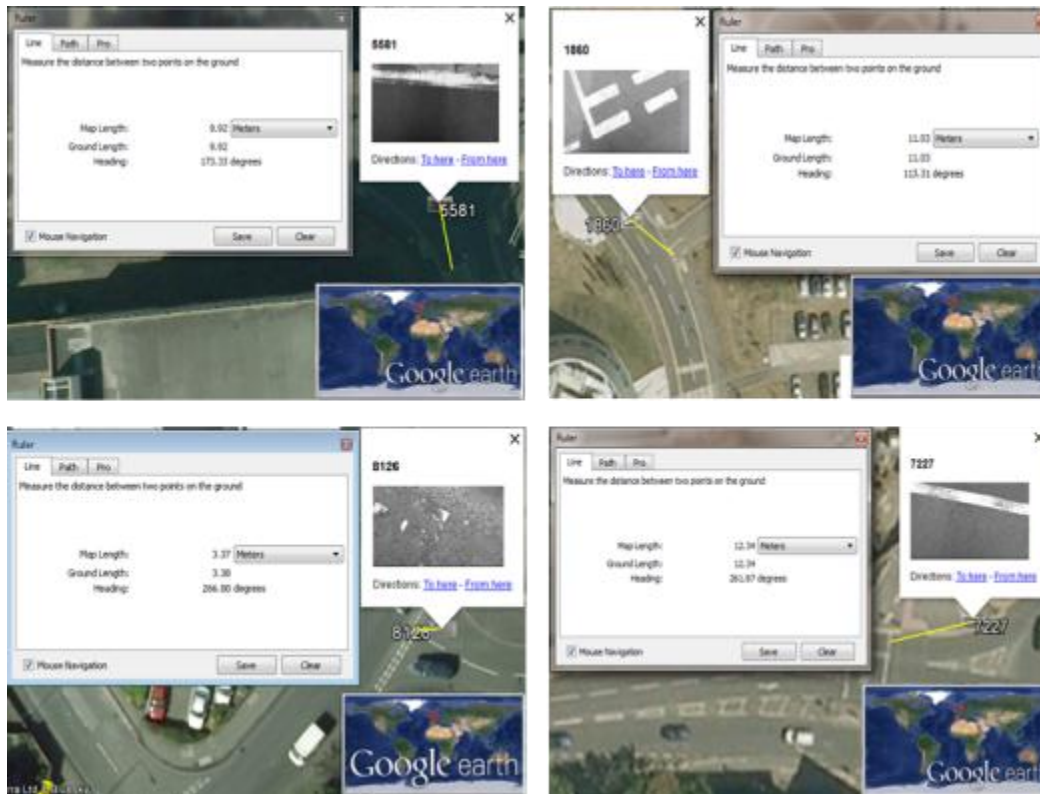 Ruler
Line Path Pro
Measure the distance between two points on the ground
Map Length: 9.92 Meters
Ground Length: 9.92
Heading: 173.33 degrees
Mouse Navigation Save Clear
5581
Directions: To here - From here
5581
Google earth
1860
Directions: To here - From here
1860
Ruler
Line Path Pro
Measure the distance between two points on the ground
Map Length: 11.03 Meters
Ground Length: 11.03
Heading: 113.31 degrees
Mouse Navigation Save Clear
Google earth
Ruler
Line Path Pro
Measure the distance between two points on the ground
Map Length: 3.37 Meters
Ground Length: 3.38
Heading: 266.80 degrees
Mouse Navigation Save Clear
8126
Directions: To here - From here
8126
Google earth
Ruler
Line Path Pro
Measure the distance between two points on the ground
Map Length: 12.34 Meters
Ground Length: 12.34
Heading: 261.87 degrees
Mouse Navigation Save Clear
7227
Directions: To here - From here
7227
Google earth